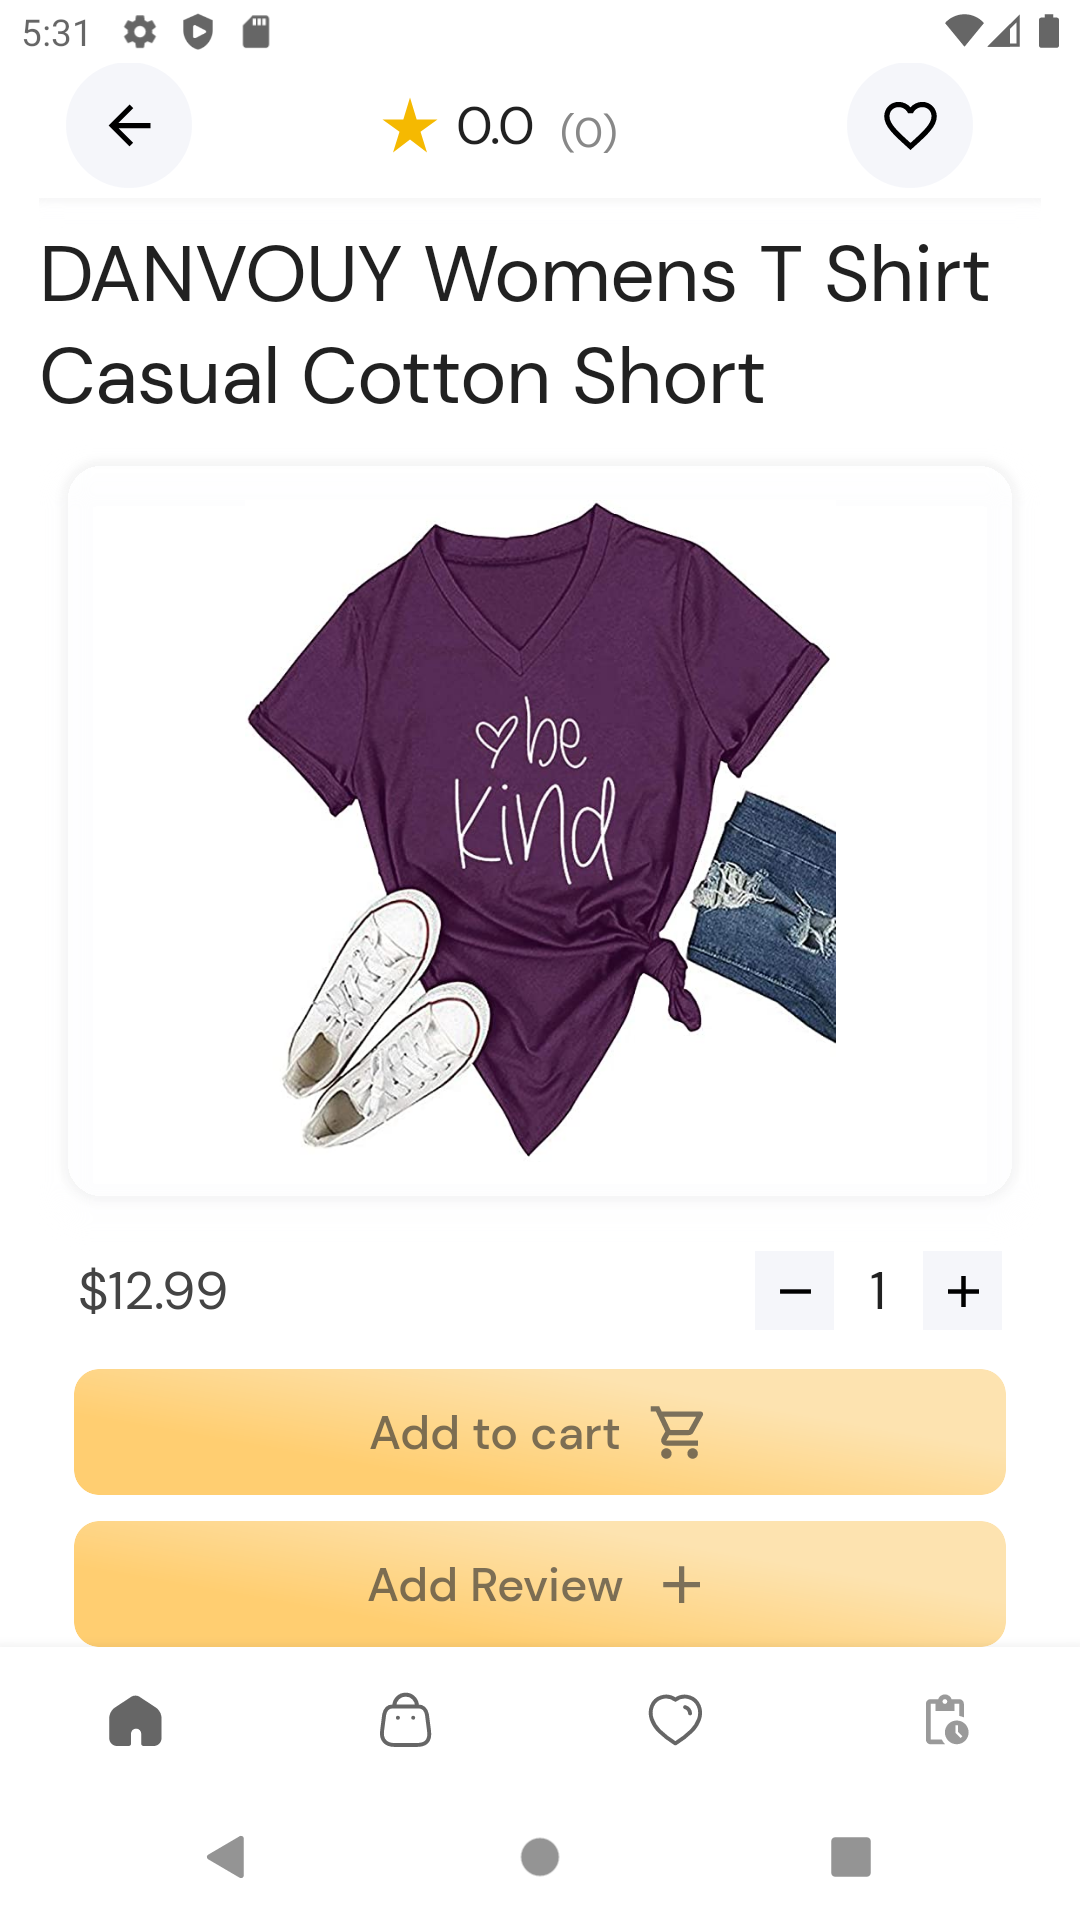 5:31
0.0 (0)
DANVOUY Womens T Shirt
Casual Cotton Short
be
kind
$12.99
1
Add to cart
Add Review